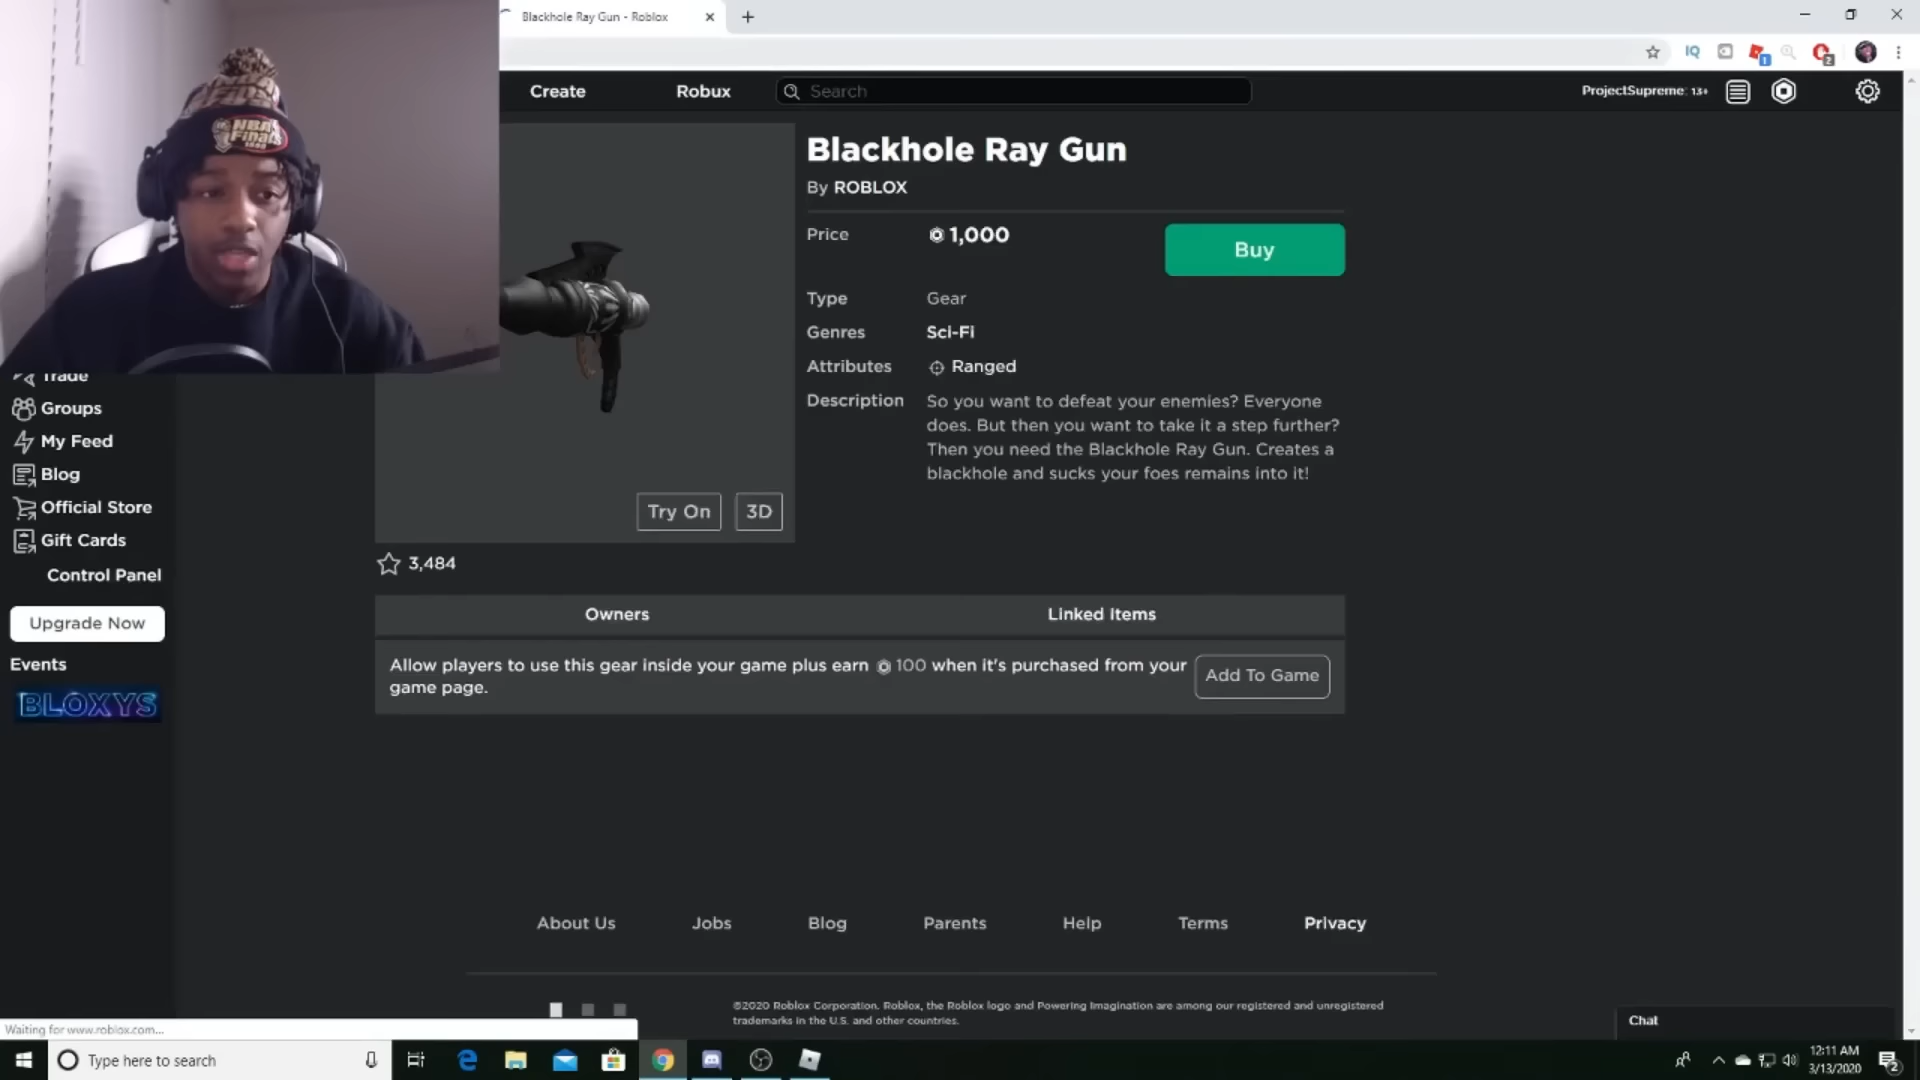 Blackhole Ray Gun - Roblox
IQ
1
2
Create
Robux
Search
ProjectSupreme: 13+
NBA
Finals
Blackhole Ray Gun
By ROBLOX
Price
1,000
Buy
Type
Gear
Genres
Sci-Fi
Attributes
Ranged
Description
So you want to defeat your enemies? Everyone
does. But then you want to take it a step further?
Then you need the Blackhole Ray Gun. Creates a
blackhole and sucks your foes remains into it!
Try On
3D
3,484
Trade
Groups
My Feed
Blog
Official Store
Gift Cards
Control Panel
Upgrade Now
Events
BLOXYS
Owners
Linked Items
Allow players to use this gear inside your game plus earn 100 when it's purchased from your
game page.
Add To Game
About Us
Jobs
Blog
Parents
Help
Terms
Privacy
©2020 Roblox Corporation. Roblox, the Roblox logo and Powering Imagination are among our registered and unregistered
trademarks in the U.S. and other countries.
Chat
Waiting for www.roblox.com...
Type here to search
12:11 AM
3/13/2020
2